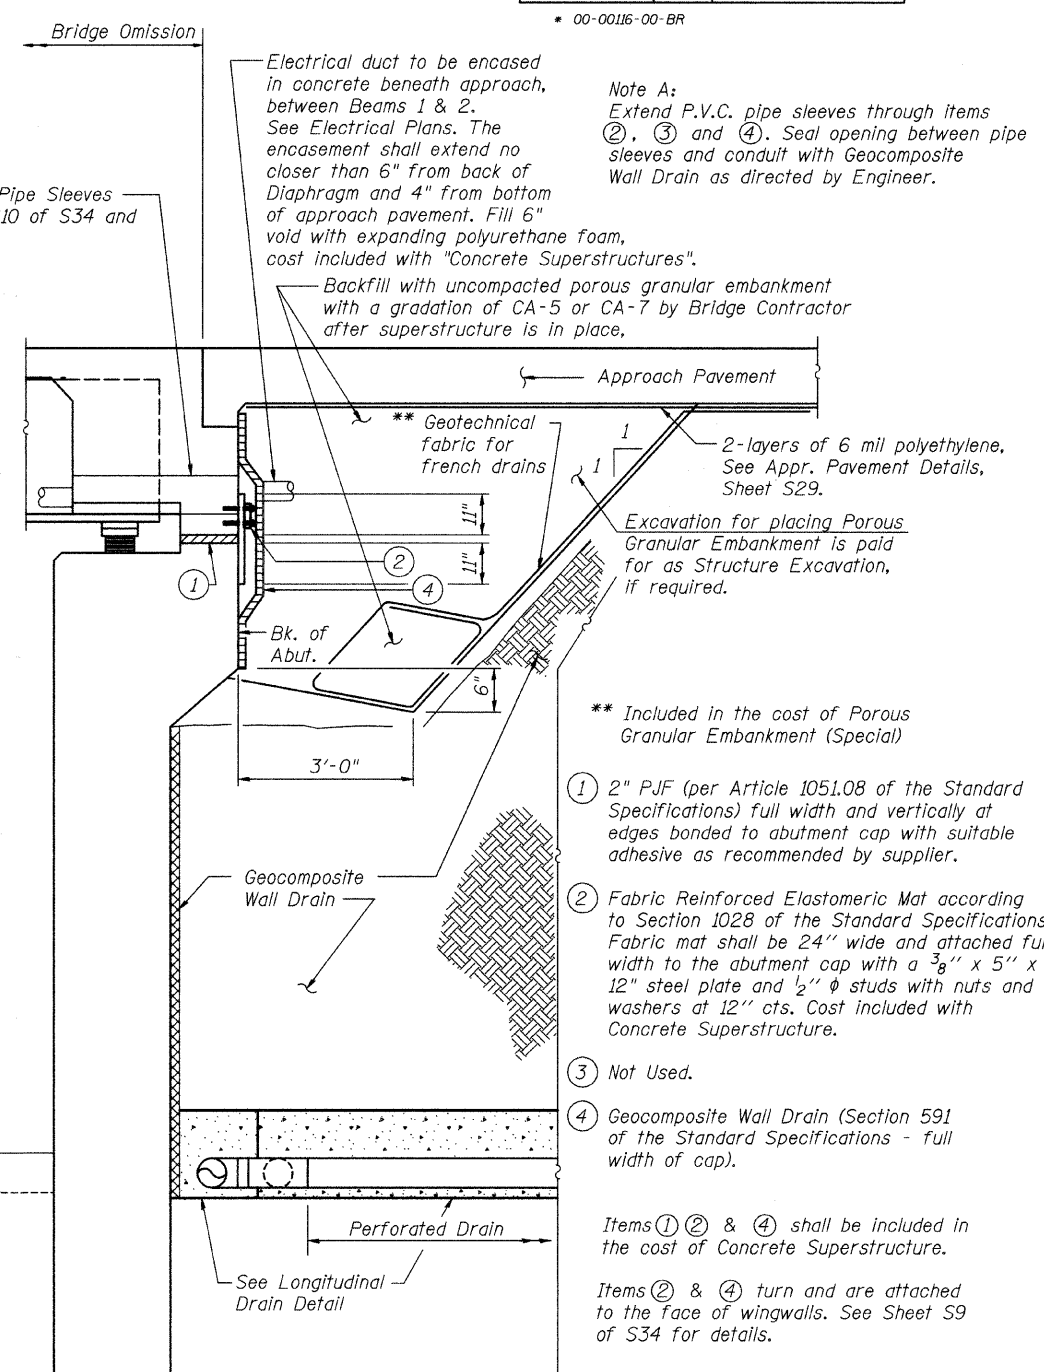 * 00-00116-00-BR
Bridge Omission
Electrical duct to be encased
in concrete beneath approach,
between Beams 1 & 2.
See Electrical Plans. The
encasement shall extend no
closer than 6" from back of
Diaphragm and 4" from bottom
of approach pavement. Fill 6"
void with expanding polyurethane foam,
cost included with "Concrete Superstructures".
Note A:
Extend P.V.C. pipe sleeves through items
②, ③ and ④. Seal opening between pipe
sleeves and conduit with Geocomposite
Wall Drain as directed by Engineer.
Pipe Sleeves
10 of S34 and
Backfill with uncompacted porous granular embankment
with a gradation of CA-5 or CA-7 by Bridge Contractor
after superstructure is in place,
Approach Pavement
** Geotechnical
fabric for
french drains
1
1
2-layers of 6 mil polyethylene,
See Appr. Pavement Details,
Sheet S29.
11"
11"
Excavation for placing Porous
Granular Embankment is paid
for as Structure Excavation,
if required.
①
②
④
Bk. of
Abut.
6"
3'-0"
** Included in the cost of Porous
Granular Embankment (Special)
① 2" PJF (per Article 1051.08 of the Standard
Specifications) full width and vertically at
edges bonded to abutment cap with suitable
adhesive as recommended by supplier.
Geocomposite
Wall Drain
② Fabric Reinforced Elastomeric Mat according
to Section 1028 of the Standard Specifications
Fabric mat shall be 24" wide and attached ful
width to the abutment cap with a 3/8" x 5" x
12" steel plate and 1/2" ϕ studs with nuts and
washers at 12" cts. Cost included with
Concrete Superstructure.
③ Not Used.
④ Geocomposite Wall Drain (Section 591
of the Standard Specifications - full
width of cap).
Perforated Drain
See Longitudinal
Drain Detail
Items ① ② & ④ shall be included in
the cost of Concrete Superstructure.
Items ② & ④ turn and are attached
to the face of wingwalls. See Sheet S9
of S34 for details.